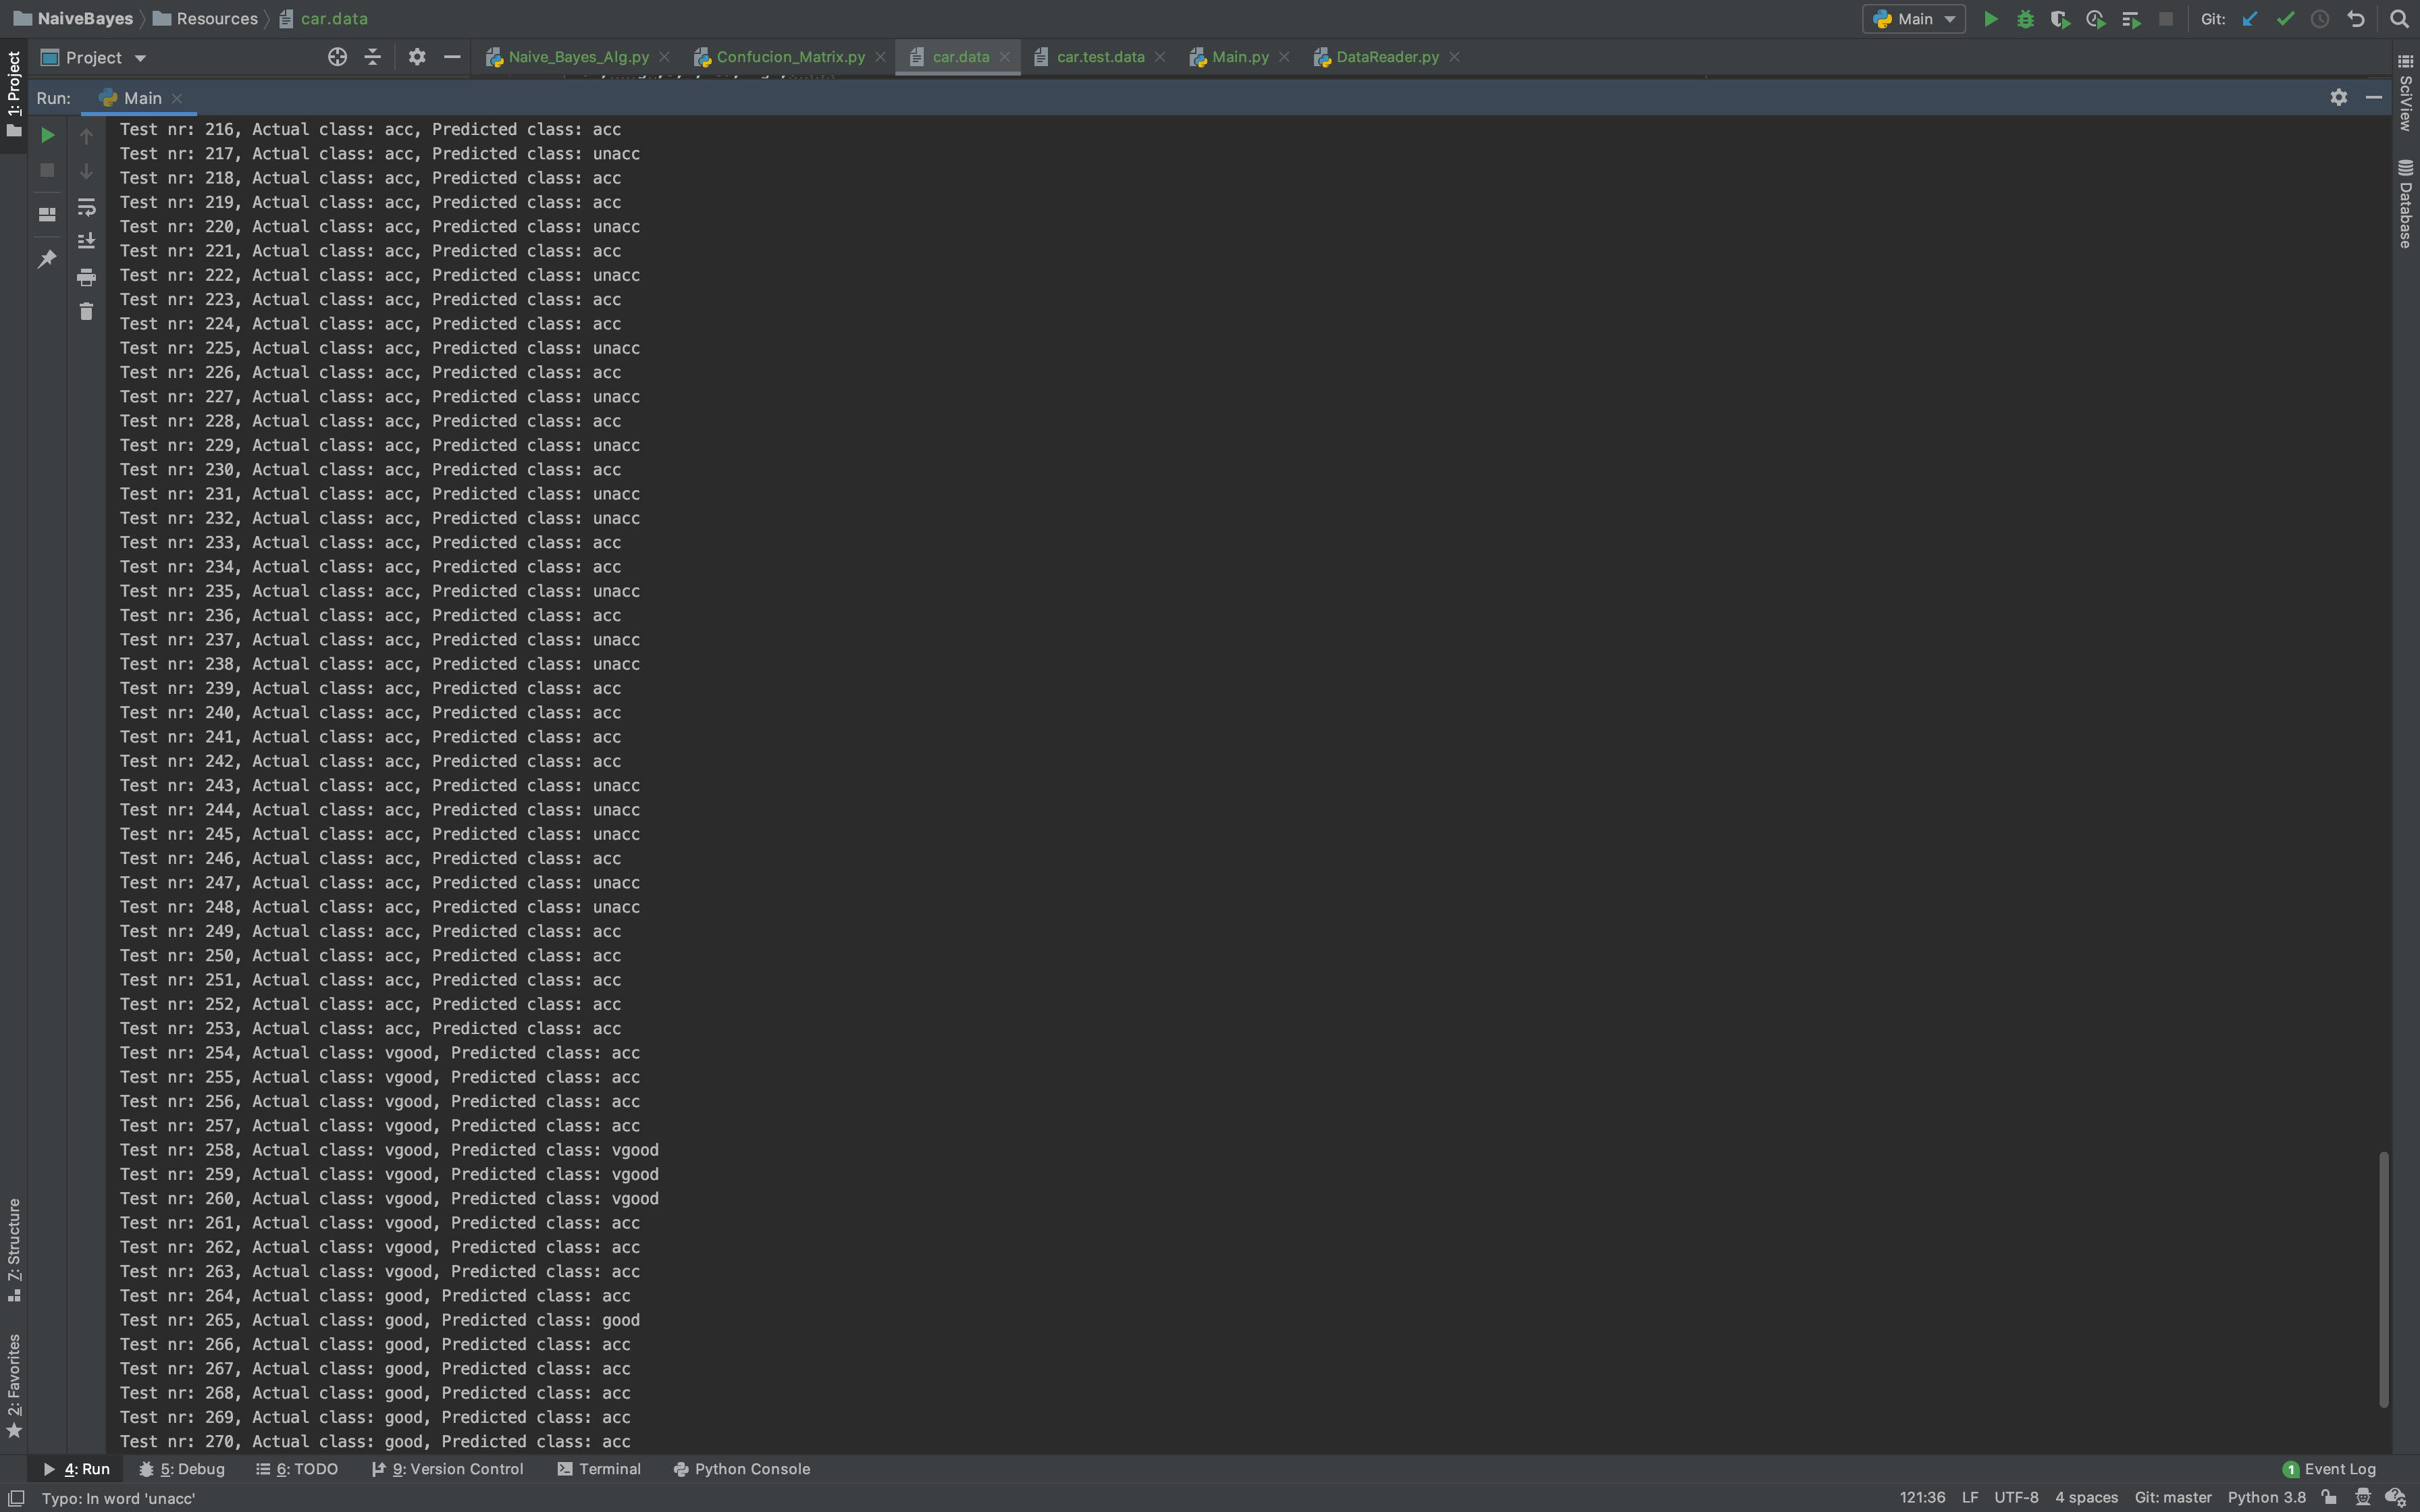 NaiveBayes Resources car.data Main Git:
Project Naive_Bayes_Alg.py Confucion_Matrix.py car.data car.test.data Main.py DataReader.py
1: Project
Run: Main
SciView
Database
Test nr: 216, Actual class: acc, Predicted class: acc
Test nr: 217, Actual class: acc, Predicted class: unacc
Test nr: 218, Actual class: acc, Predicted class: acc
Test nr: 219, Actual class: acc, Predicted class: acc
Test nr: 220, Actual class: acc, Predicted class: unacc
Test nr: 221, Actual class: acc, Predicted class: acc
Test nr: 222, Actual class: acc, Predicted class: unacc
Test nr: 223, Actual class: acc, Predicted class: acc
Test nr: 224, Actual class: acc, Predicted class: acc
Test nr: 225, Actual class: acc, Predicted class: unacc
Test nr: 226, Actual class: acc, Predicted class: acc
Test nr: 227, Actual class: acc, Predicted class: unacc
Test nr: 228, Actual class: acc, Predicted class: acc
Test nr: 229, Actual class: acc, Predicted class: unacc
Test nr: 230, Actual class: acc, Predicted class: acc
Test nr: 231, Actual class: acc, Predicted class: unacc
Test nr: 232, Actual class: acc, Predicted class: unacc
Test nr: 233, Actual class: acc, Predicted class: acc
Test nr: 234, Actual class: acc, Predicted class: acc
Test nr: 235, Actual class: acc, Predicted class: unacc
Test nr: 236, Actual class: acc, Predicted class: acc
Test nr: 237, Actual class: acc, Predicted class: unacc
Test nr: 238, Actual class: acc, Predicted class: unacc
Test nr: 239, Actual class: acc, Predicted class: acc
Test nr: 240, Actual class: acc, Predicted class: acc
Test nr: 241, Actual class: acc, Predicted class: acc
Test nr: 242, Actual class: acc, Predicted class: acc
Test nr: 243, Actual class: acc, Predicted class: unacc
Test nr: 244, Actual class: acc, Predicted class: unacc
Test nr: 245, Actual class: acc, Predicted class: unacc
Test nr: 246, Actual class: acc, Predicted class: acc
Test nr: 247, Actual class: acc, Predicted class: unacc
Test nr: 248, Actual class: acc, Predicted class: unacc
Test nr: 249, Actual class: acc, Predicted class: acc
Test nr: 250, Actual class: acc, Predicted class: acc
Test nr: 251, Actual class: acc, Predicted class: acc
Test nr: 252, Actual class: acc, Predicted class: acc
Test nr: 253, Actual class: acc, Predicted class: acc
Test nr: 254, Actual class: vgood, Predicted class: acc
Test nr: 255, Actual class: vgood, Predicted class: acc
Test nr: 256, Actual class: vgood, Predicted class: acc
Test nr: 257, Actual class: vgood, Predicted class: acc
Test nr: 258, Actual class: vgood, Predicted class: vgood
Test nr: 259, Actual class: vgood, Predicted class: vgood
Test nr: 260, Actual class: vgood, Predicted class: vgood
Test nr: 261, Actual class: vgood, Predicted class: acc
Test nr: 262, Actual class: vgood, Predicted class: acc
Test nr: 263, Actual class: vgood, Predicted class: acc
Test nr: 264, Actual class: good, Predicted class: acc
Test nr: 265, Actual class: good, Predicted class: good
Test nr: 266, Actual class: good, Predicted class: acc
Test nr: 267, Actual class: good, Predicted class: acc
Test nr: 268, Actual class: good, Predicted class: acc
Test nr: 269, Actual class: good, Predicted class: acc
Test nr: 270, Actual class: good, Predicted class: acc
7: Structure
2: Favorites
4: Run 5: Debug 6: TODO 9: Version Control Terminal Python Console 1 Event Log
Typo: In word 'unacc' 121:36 LF UTF-8 4 spaces Git: master Python 3.8